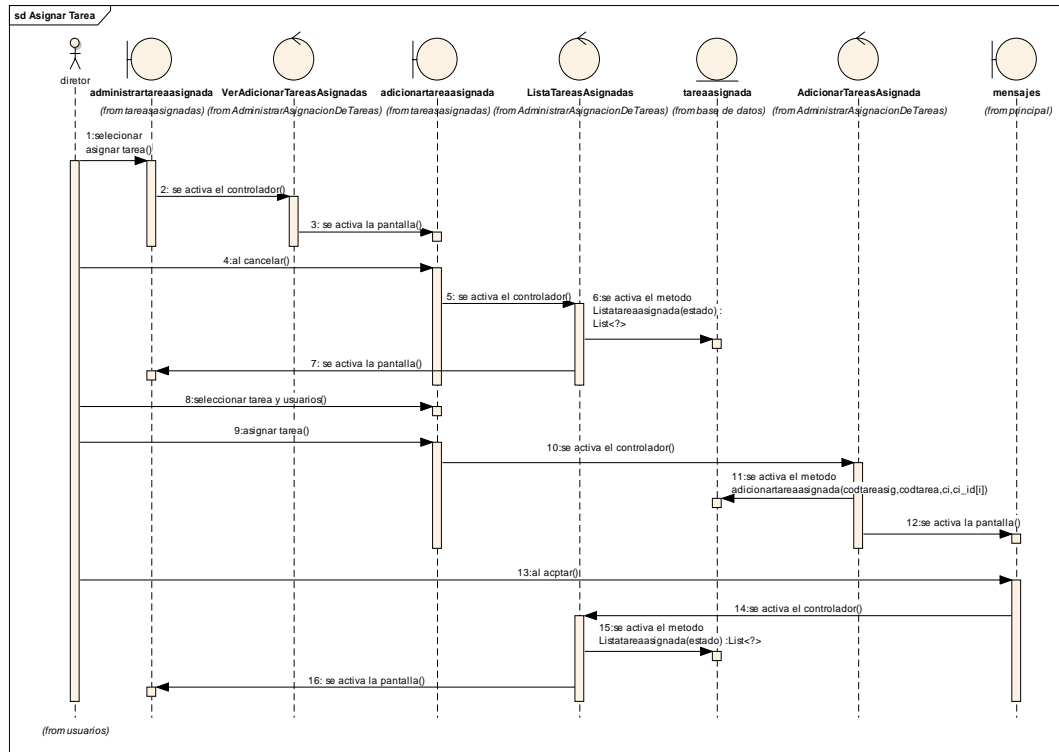 sd Asignar Tarea
diretor
administrartareaasignada
VerAdicionarTareasAsignadas
adicionartareaasignada
ListaTareasAsignadas
tareaasignada
AdicionarTareasAsignada
mensajes
(from tareasasignadas)
(from AdministrarAsignacionDeTareas)
(from tareasasignadas)
(from AdministrarAsignacionDeTareas)
(from base de datos)
(from AdministrarAsignacionDeTareas)
(from principal)
1:selecionar
asignar tarea()
2: se activa el controlador()
3: se activa la pantalla()
4:al cancelar()
5: se activa el controlador()
6:se activa el metodo
Listatareaasignada(estado) :
List<?>
7: se activa la pantalla()
8:seleccionar tarea y usuarios()
9:asignar tarea()
10:se activa el controlador()
11:se activa el metodo
adicionartareaasignada(codtareasig,codtarea,ci,ci_id[i])
12:se activa la pantalla()
13:al acptar()
14:se activa el controlador()
15:se activa el metodo
Listatareaasignada(estado) :List<?>
16: se activa la pantalla()
(from usuarios)